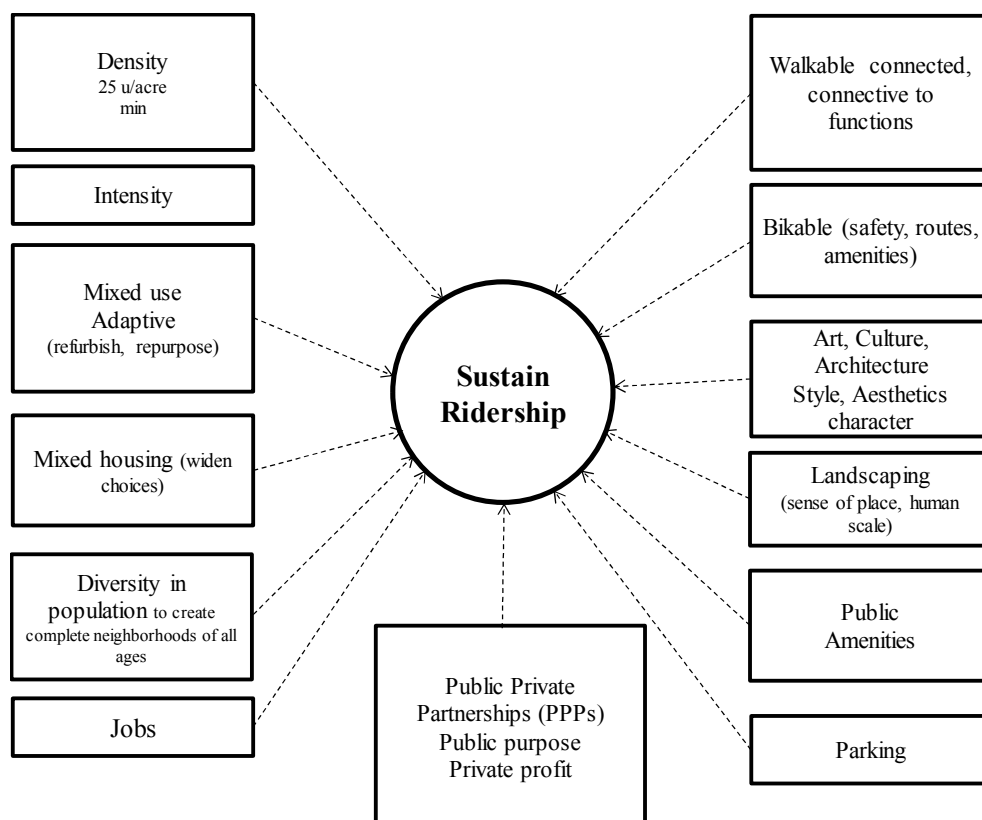 Density
25 u/acre
min
Intensity
Mixed use
Adaptive
(refurbish, repurpose)
Mixed housing (widen
choices)
Diversity in
population to create
complete neighborhoods of all
ages
Jobs
Sustain
Ridership
Public Private
Partnerships (PPPs)
Public purpose
Private profit
Walkable connected,
connective to
functions
Bikable (safety, routes,
amenities)
Art, Culture,
Architecture
Style, Aesthetics
character
Landscaping
(sense of place, human
scale)
Public
Amenities
Parking